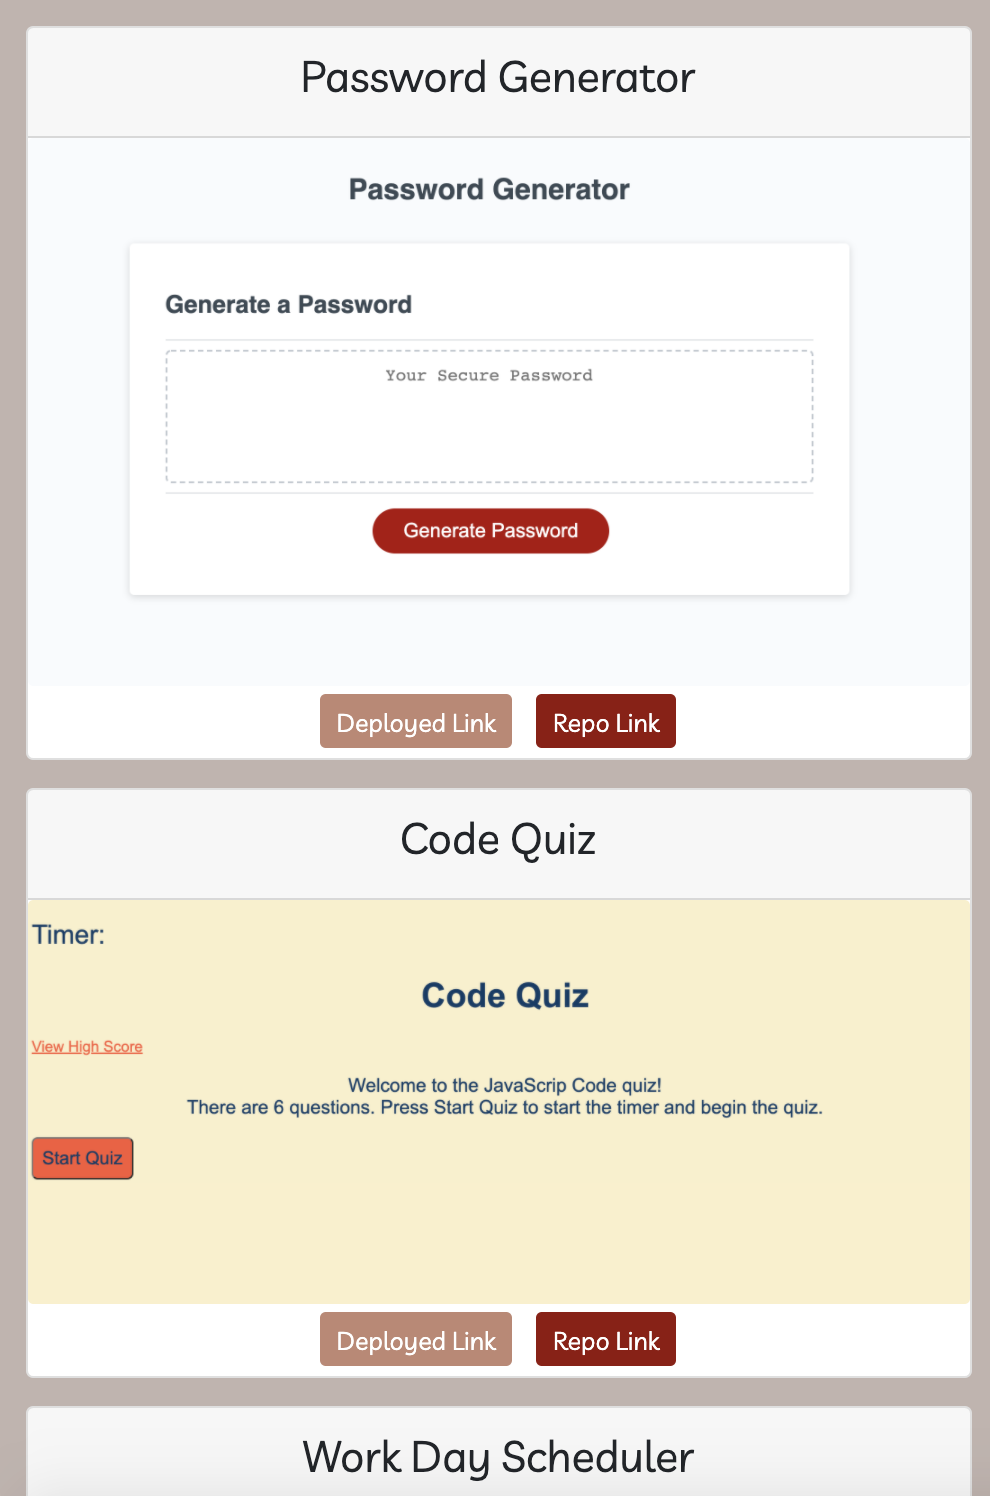 Password Generator
Password Generator
Generate a Password
Your Secure Password
Generate Password
Deployed Link Repo Link
Code Quiz
Timer:
Code Quiz
View High Score
Welcome to the JavaScrip Code quiz!
There are 6 questions. Press Start Quiz to start the timer and begin the quiz.
Start Quiz
Deployed Link Repo Link
Work Day Scheduler